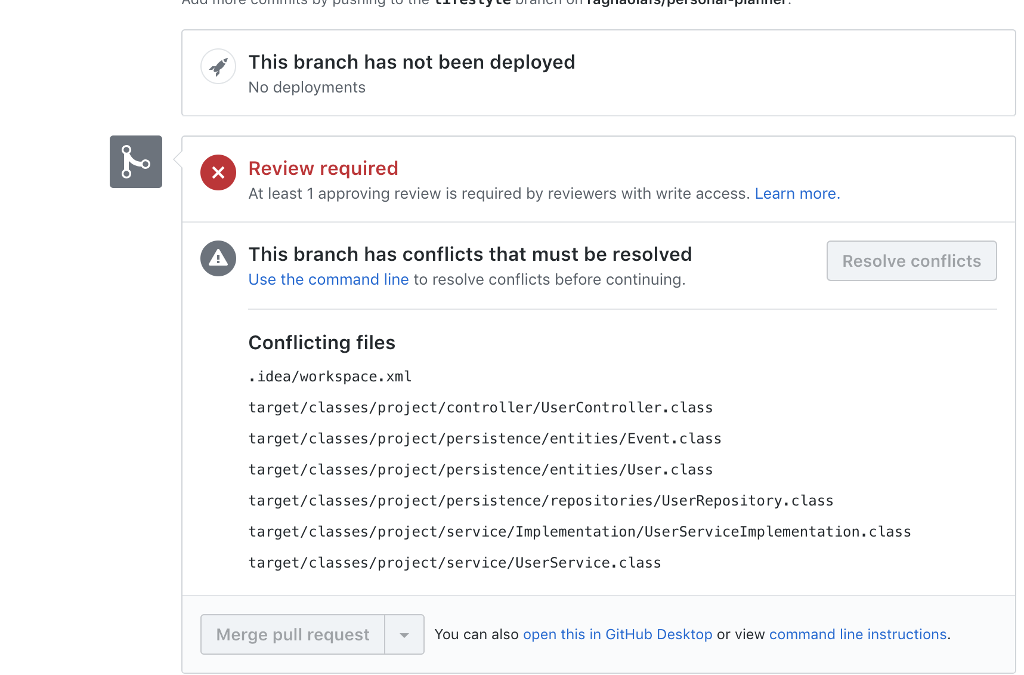 Add more commits by pushing to the lifestyle branch on raghaolafs/personal-planner.
This branch has not been deployed
No deployments
Review required
At least 1 approving review is required by reviewers with write access. Learn more.
This branch has conflicts that must be resolved
Use the command line to resolve conflicts before continuing.
Resolve conflicts
Conflicting files
.idea/workspace.xml
target/classes/project/controller/UserController.class
target/classes/project/persistence/entities/Event.class
target/classes/project/persistence/entities/User.class
target/classes/project/persistence/repositories/UserRepository.class
target/classes/project/service/Implementation/UserServiceImplementation.class
target/classes/project/service/UserService.class
Merge pull request
You can also open this in GitHub Desktop or view command line instructions.